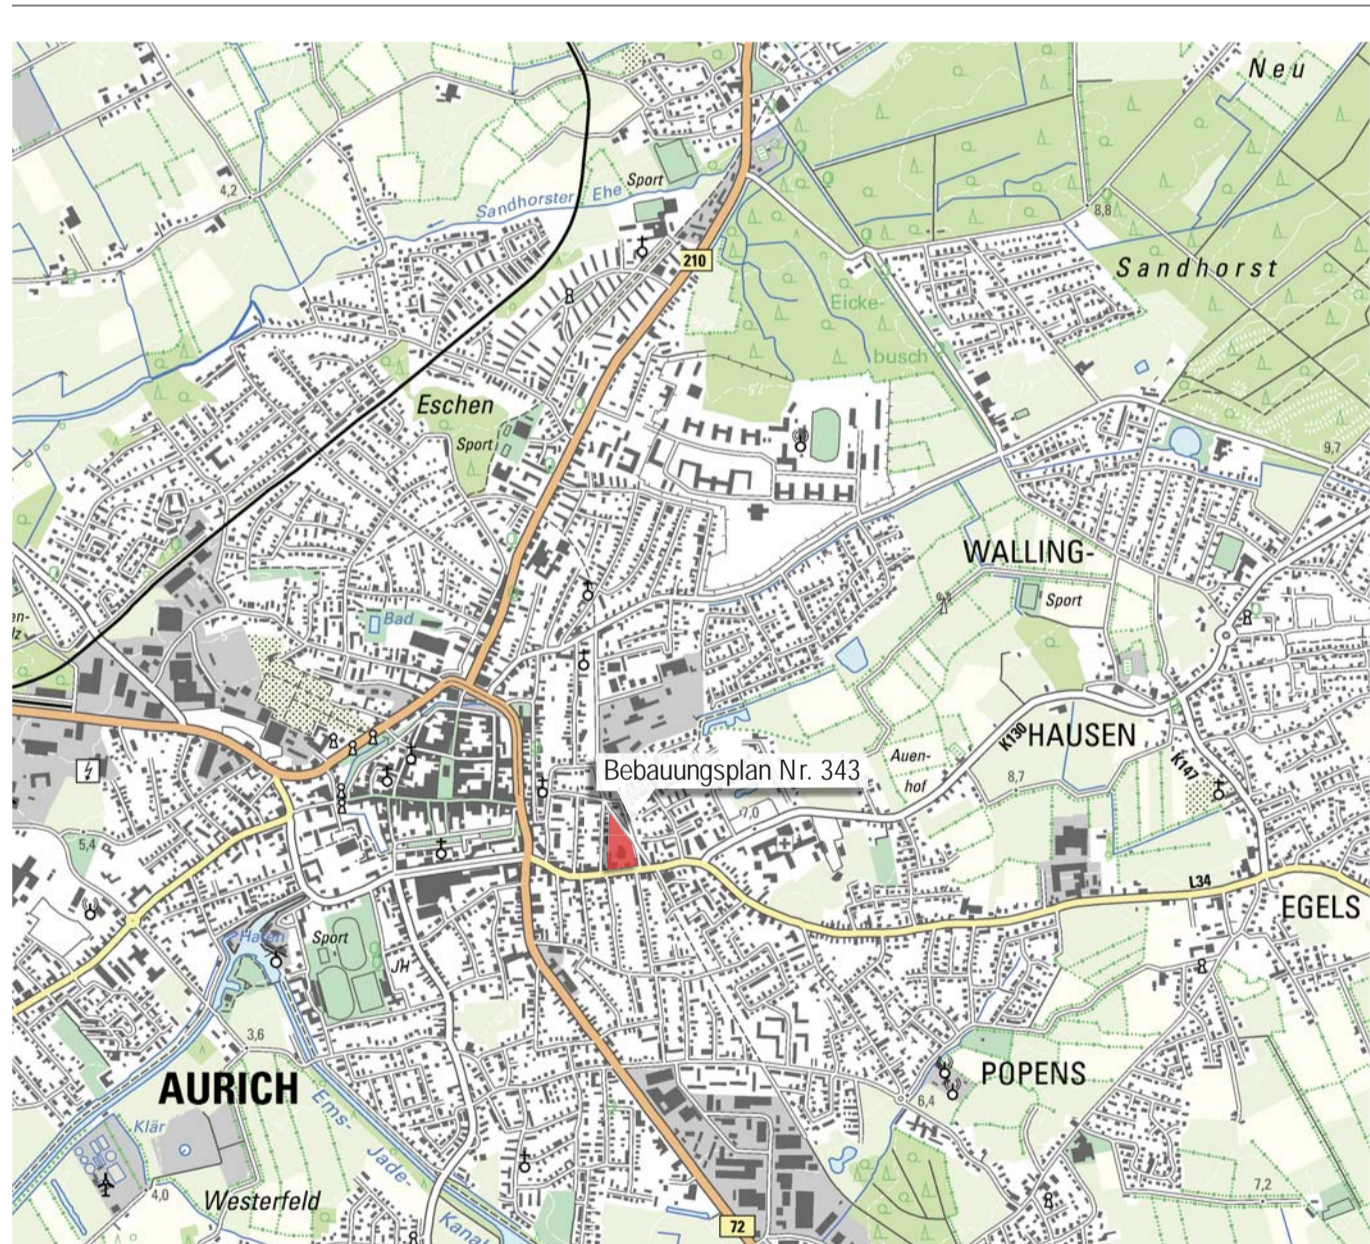 Neu
8,25
4,2
Sport
Sandhorster Ehe
8,8
210
Sandhorst
Eicke-
busch
Eschen
Sport
9,7
WALLING-
Sport
Bad
K130
HAUSEN
Auen-
hof
Bebauungsplan Nr. 343
8,7
K147
7,0
5,4
L34
EGELS
Hafen
Sport
JH
3,6
AURICH
POPENS
6,4
Ems-
Jade-
Kanal
Klär
4,0
Westerfeld
7,2
72